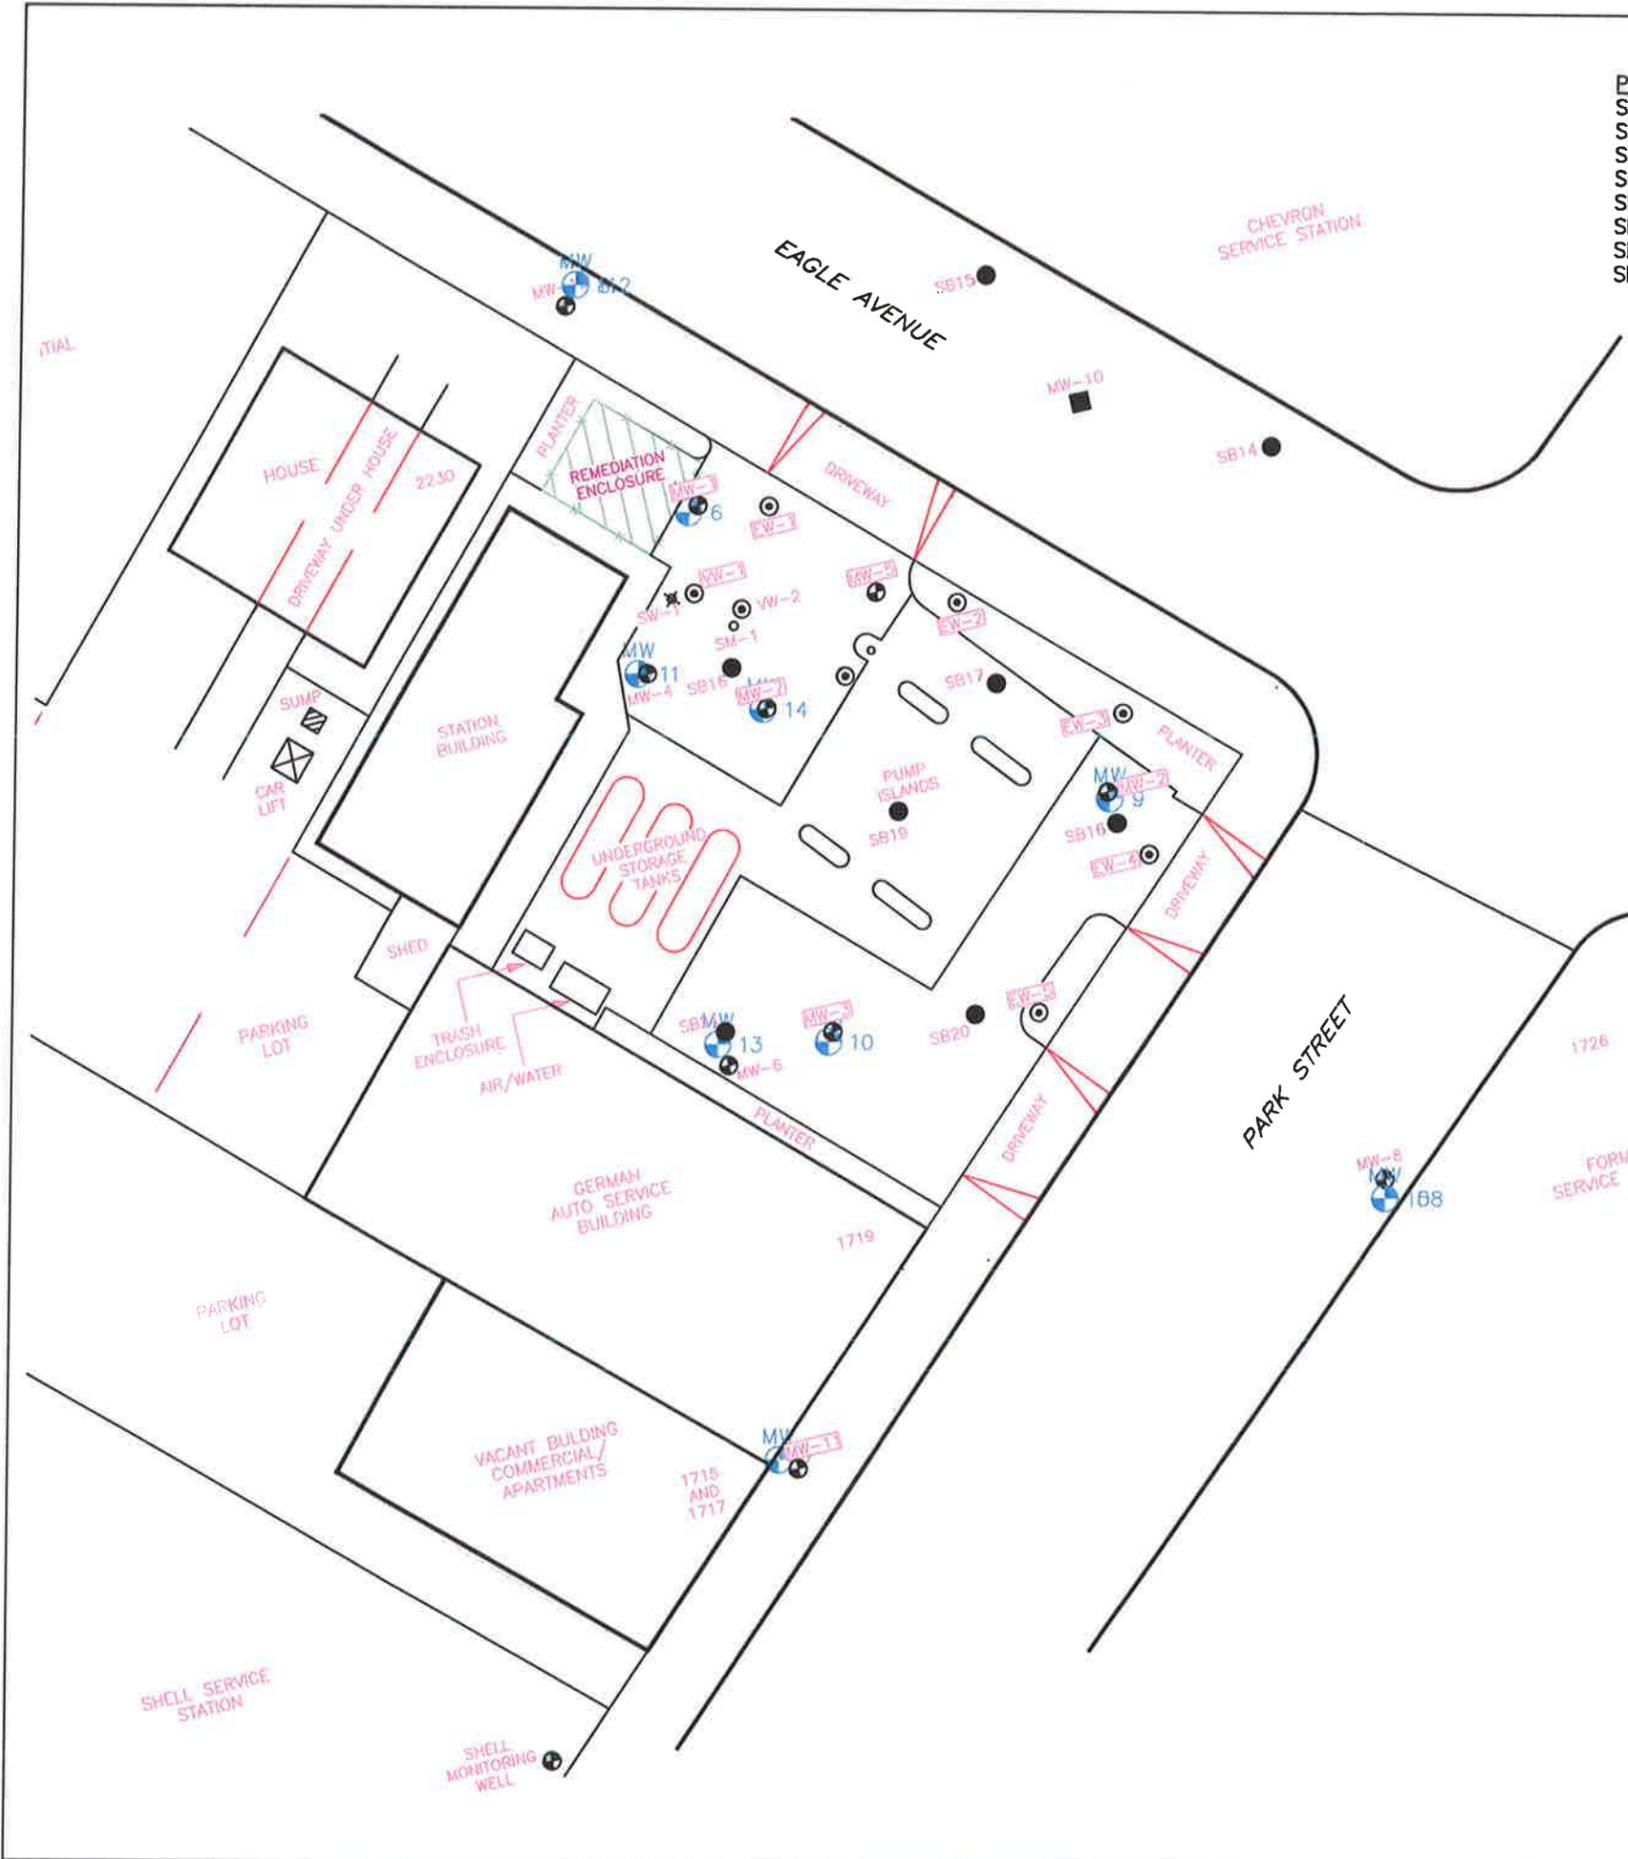 EAGLE AVENUE
CHEVRON
SERVICE STATION
SB15
MW-10
SB14
MW
MW-
PLANTER
REMEDIATION
ENCLOSURE
DRIVEWAY
HOUSE
2230
DRIVEWAY UNDER HOUSE
MW-1
6
EW-1
VW-1
SW-1
VW-2
SM-1
MW-5
EW-2
MW
11
MW-4
MW-7
14
SB17
EW-3
PLANTER
SUMP
CAR
LIFT
STATION
BUILDING
PUMP
ISLANDS
SB19
MW
MW-2
9
SB16
EW-4
DRIVEWAY
UNDERGROUND
STORAGE
TANKS
SHED
TRASH
ENCLOSURE
AIR/WATER
PARKING
LOT
MW
13
MW-6
MW-3
10
SB20
EW-5
PLANTER
DRIVEWAY
PARK STREET
1726
MW-8
MW
SERVICE
GERMAN
AUTO SERVICE
BUILDING
1719
PARKING
LOT
VACANT BULDING
COMMERCIAL/
APARTMENTS
1715
AND
1717
MW
MW-11
SHELL SERVICE
STATION
SHELL
MONITORING
WELL